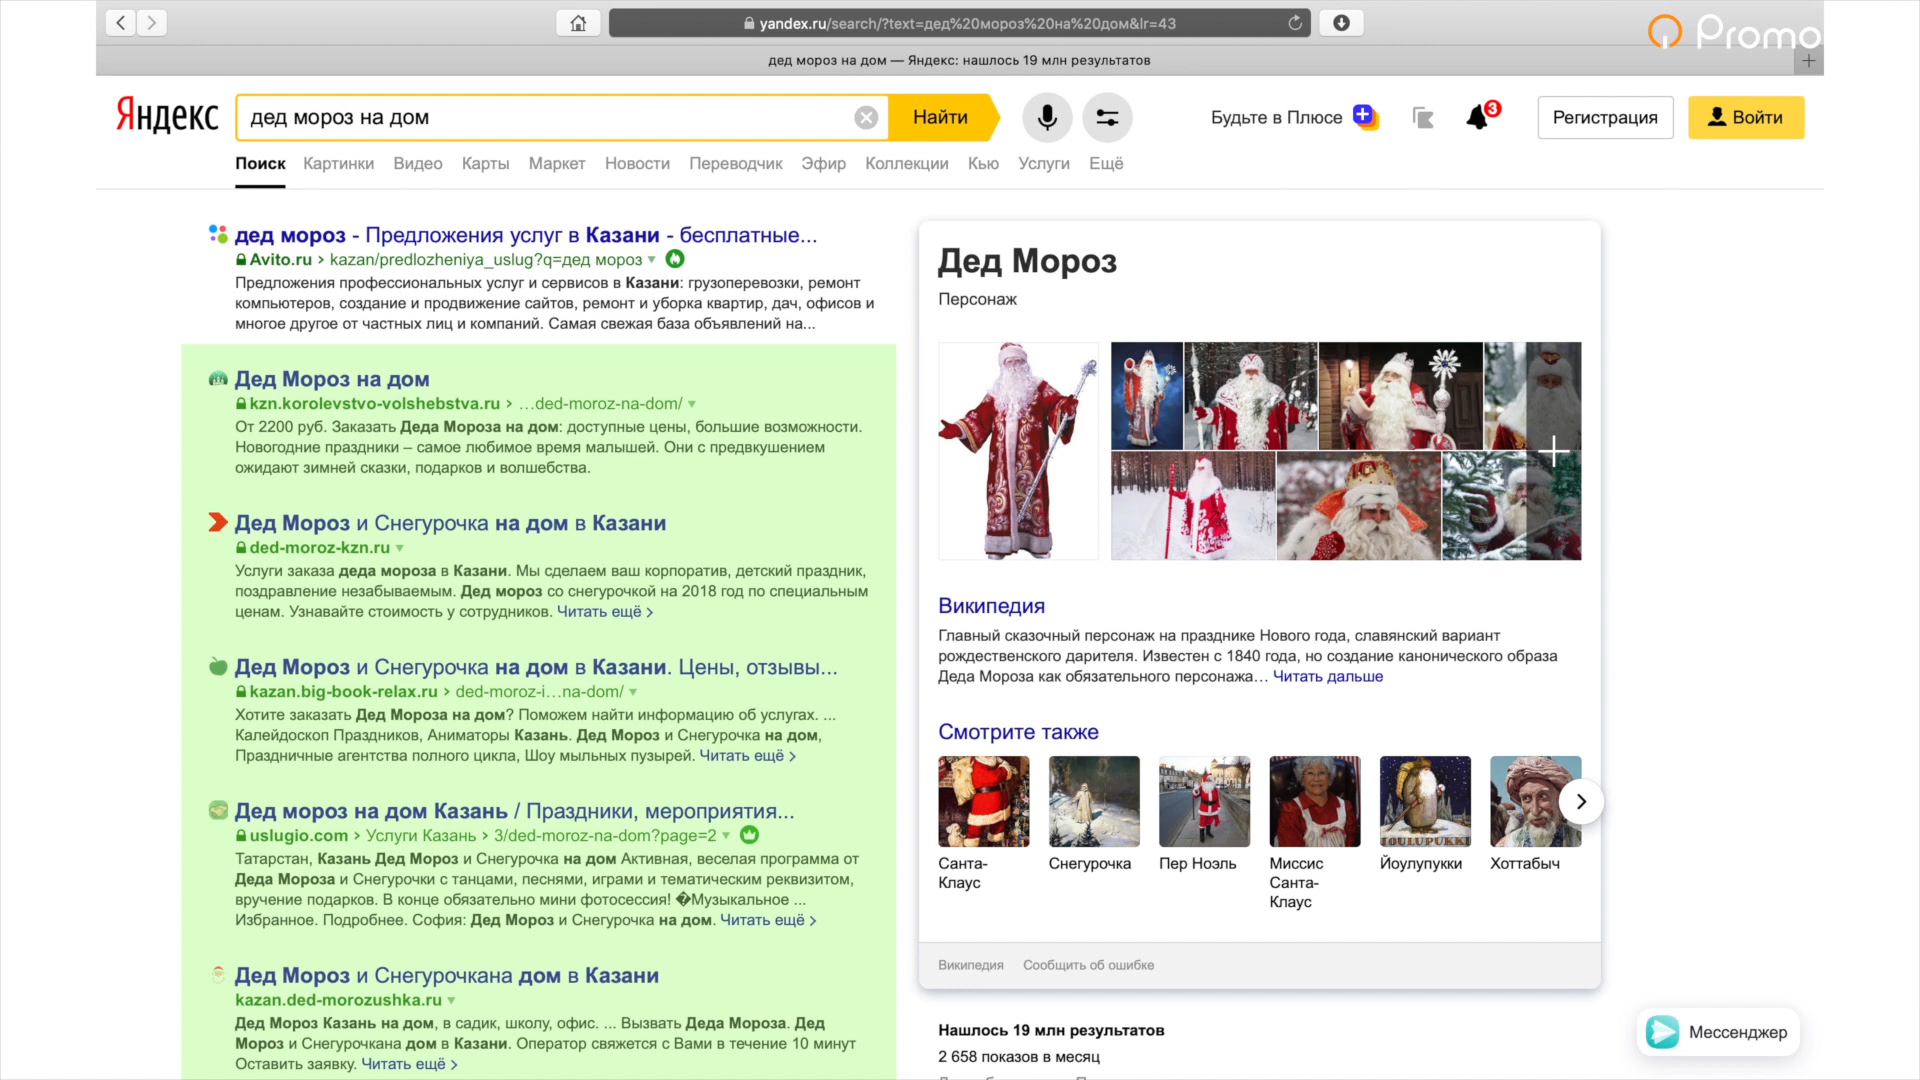 yandex.ru/search/?text=дед%20мороз%20на%20дом&lr=43
Promo
дед мороз на дом — Яндекс: нашлось 19 млн результатов
Яндекс
дед мороз на дом
Найти
Будьте в Плюсе
3
Регистрация
Войти
Поиск Картинки Видео Карты Маркет Новости Переводчик Эфир Коллекции Кью Услуги Ещё
дед мороз - Предложения услуг в Казани - бесплатные...
Avito.ru › kazan/predlozheniya_uslug?q=дед мороз
Предложения профессиональных услуг и сервисов в Казани: грузоперевозки, ремонт
компьютеров, создание и продвижение сайтов, ремонт и уборка квартир, дач, офисов и
многое другое от частных лиц и компаний. Самая свежая база объявлений на...
Дед Мороз на дом
kzn.korolevstvo-volshebstva.ru › …ded-moroz-na-dom/
От 2200 руб. Заказать Деда Мороза на дом: доступные цены, большие возможности.
Новогодние праздники – самое любимое время малышей. Они с предвкушением
ожидают зимней сказки, подарков и волшебства.
Дед Мороз и Снегурочка на дом в Казани
ded-moroz-kzn.ru
Услуги заказа деда мороза в Казани. Мы сделаем ваш корпоратив, детский праздник,
поздравление незабываемым. Дед мороз со снегурочкой на 2018 год по специальным
ценам. Узнавайте стоимость у сотрудников. Читать ещё ›
Дед Мороз и Снегурочка на дом в Казани. Цены, отзывы...
kazan.big-book-relax.ru › ded-moroz-i…na-dom/
Хотите заказать Дед Мороза на дом? Поможем найти информацию об услугах. ...
Калейдоскоп Праздников, Аниматоры Казань. Дед Мороз и Снегурочка на дом,
Праздничные агентства полного цикла, Шоу мыльных пузырей. Читать ещё ›
Дед мороз на дом Казань / Праздники, мероприятия...
uslugio.com › Услуги Казань › 3/ded-moroz-na-dom?page=2
Татарстан, Казань Дед Мороз и Снегурочка на дом Активная, веселая программа от
Деда Мороза и Снегурочки с танцами, песнями, играми и тематическим реквизитом,
вручение подарков. В конце обязательно мини фотосессия! �Музыкальное ...
Избранное. Подробнее. София: Дед Мороз и Снегурочка на дом. Читать ещё ›
Дед Мороз и Снегурочкана дом в Казани
kazan.ded-morozushka.ru
Дед Мороз Казань на дом, в садик, школу, офис. ... Вызвать Деда Мороза. Дед
Мороз и Снегурочкана дом в Казани. Оператор свяжется с Вами в течение 10 минут
Оставить заявку. Читать ещё ›
Дед Мороз
Персонаж
Википедия
Главный сказочный персонаж на празднике Нового года, славянский вариант
рождественского дарителя. Известен с 1840 года, но создание канонического образа
Деда Мороза как обязательного персонажа… Читать дальше
Смотрите также
JOULUPUKKI
Санта-
Клаус
Снегурочка
Пер Ноэль
Миссис
Санта-
Клаус
Йоулупукки
Хоттабыч
Википедия Сообщить об ошибке
Нашлось 19 млн результатов
2 658 показов в месяц
Мессенджер